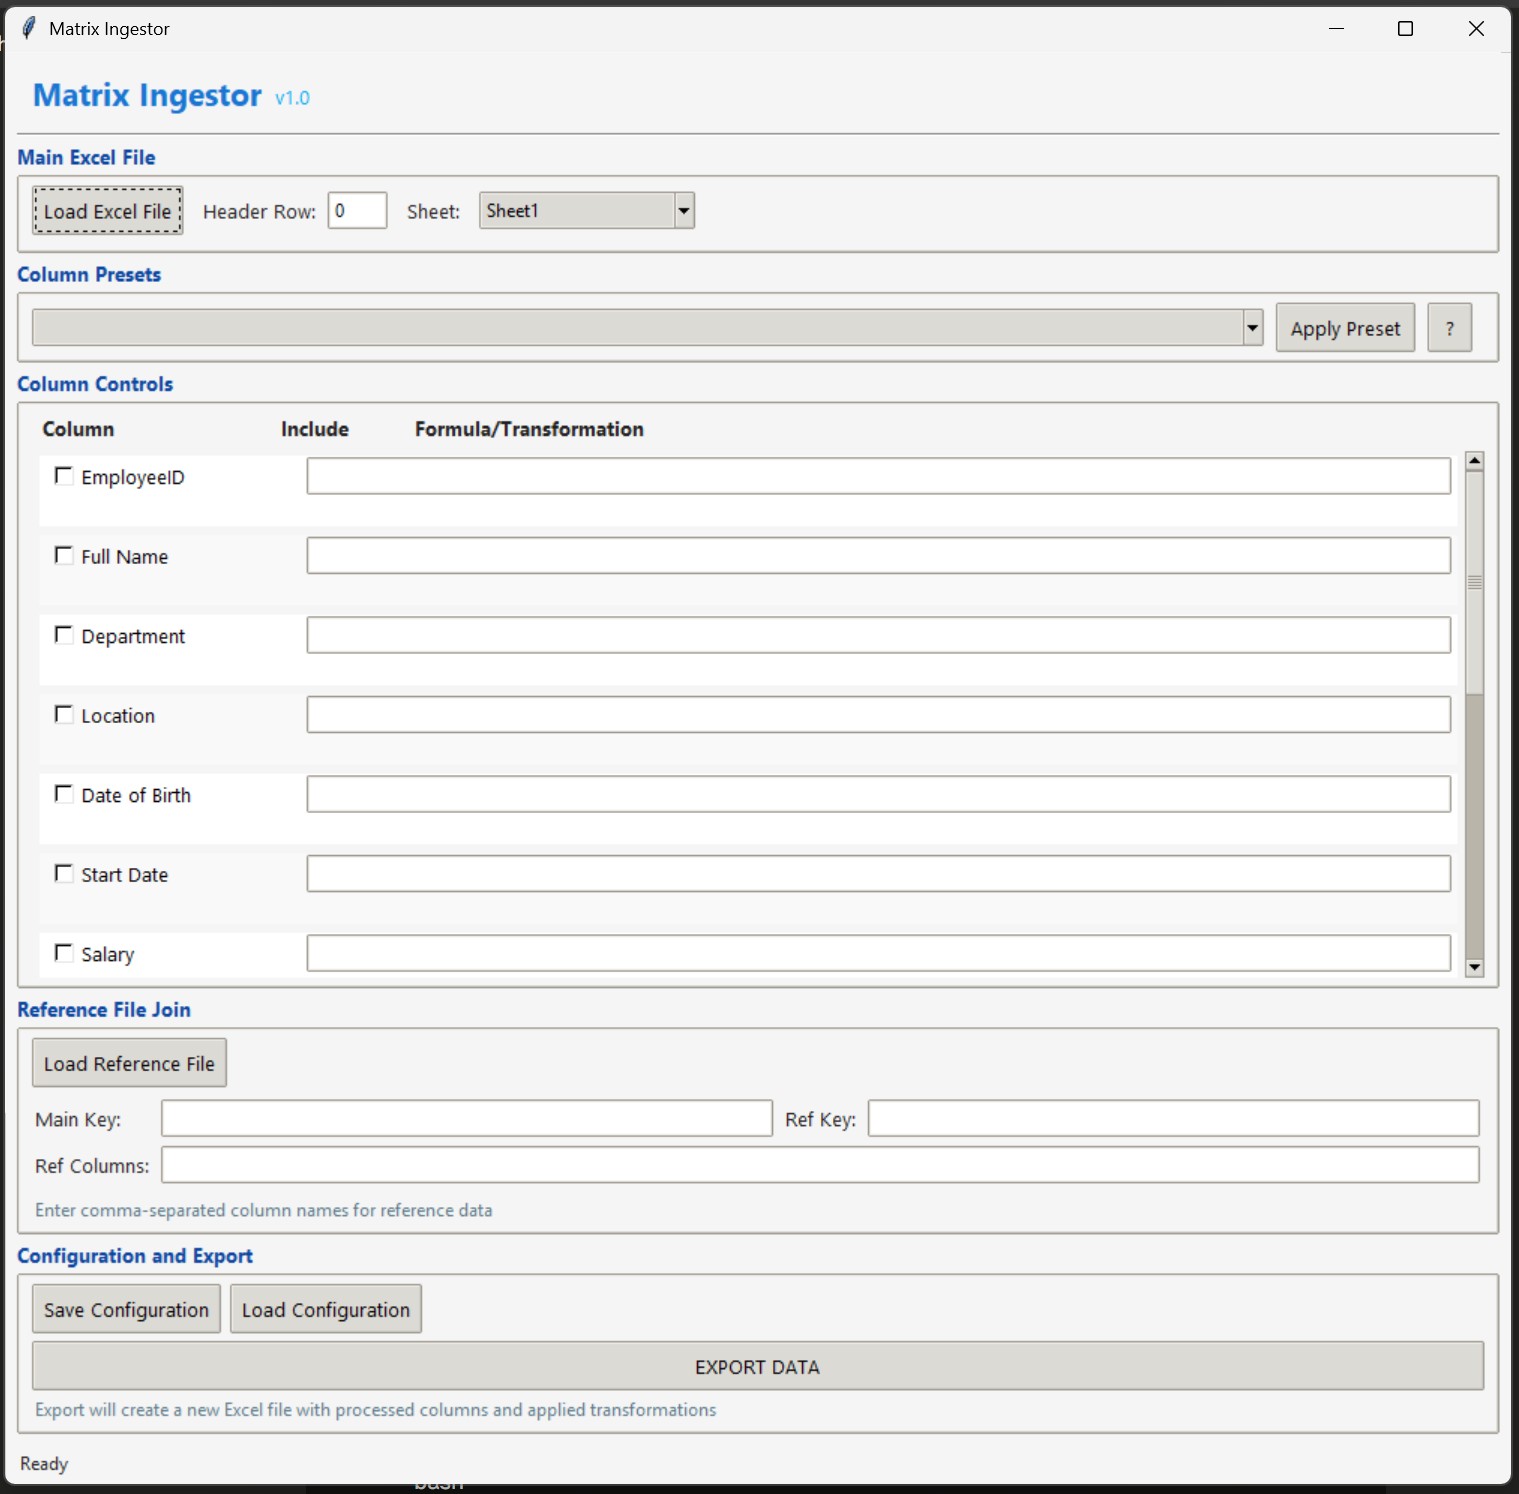 Matrix Ingestor
Matrix Ingestor v1.0
Main Excel File
Load Excel File Header Row: 0 Sheet: Sheet1
Column Presets
Apply Preset ?
Column Controls
Column Include Formula/Transformation
EmployeeID
Full Name
Department
Location
Date of Birth
Start Date
Salary
Reference File Join
Load Reference File
Main Key: Ref Key:
Ref Columns:
Enter comma-separated column names for reference data
Configuration and Export
Save Configuration Load Configuration
EXPORT DATA
Export will create a new Excel file with processed columns and applied transformations
Ready
bash